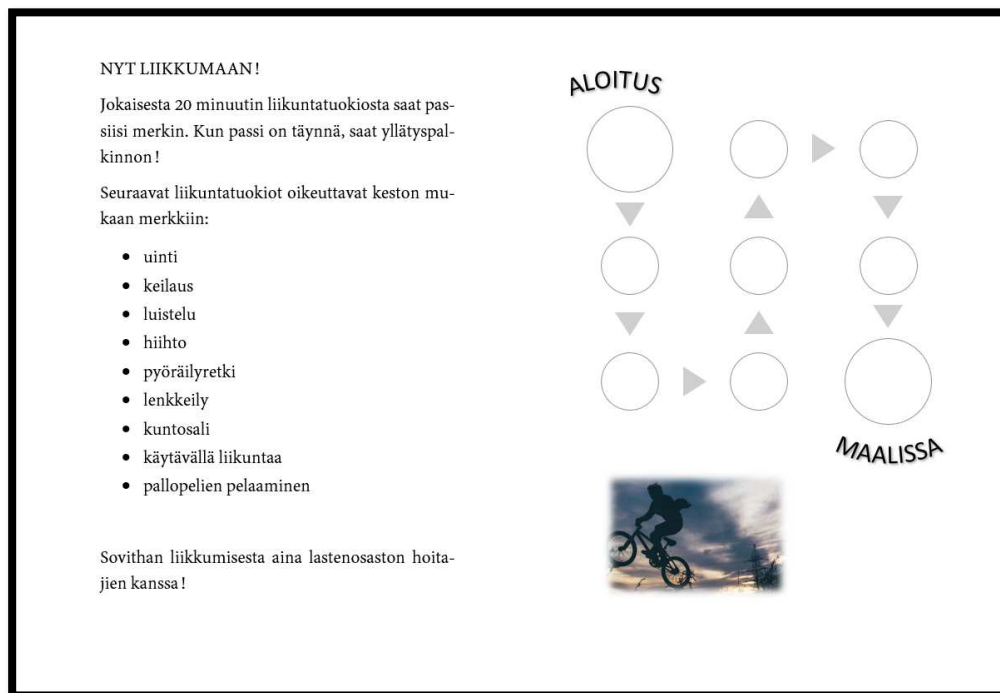 NYT LIIKKUMAAN!
Jokaisesta 20 minuutin liikuntatuokiosta saat pas-
siisi merkin. Kun passi on täynnä, saat yllätyspal-
kinnon!
Seuraavat liikuntatuokiot oikeuttavat keston mu-
kaan merkkiin:
• uinti
• keilaus
• luistelu
• hiihto
• pyöräilyretki
• lenkkeily
• kuntosali
• käytävällä liikuntaa
• pallopelien pelaaminen
Sovithan liikkumisesta aina lastenosaston hoita-
jien kanssa!
ALOITUS
MAALISSA